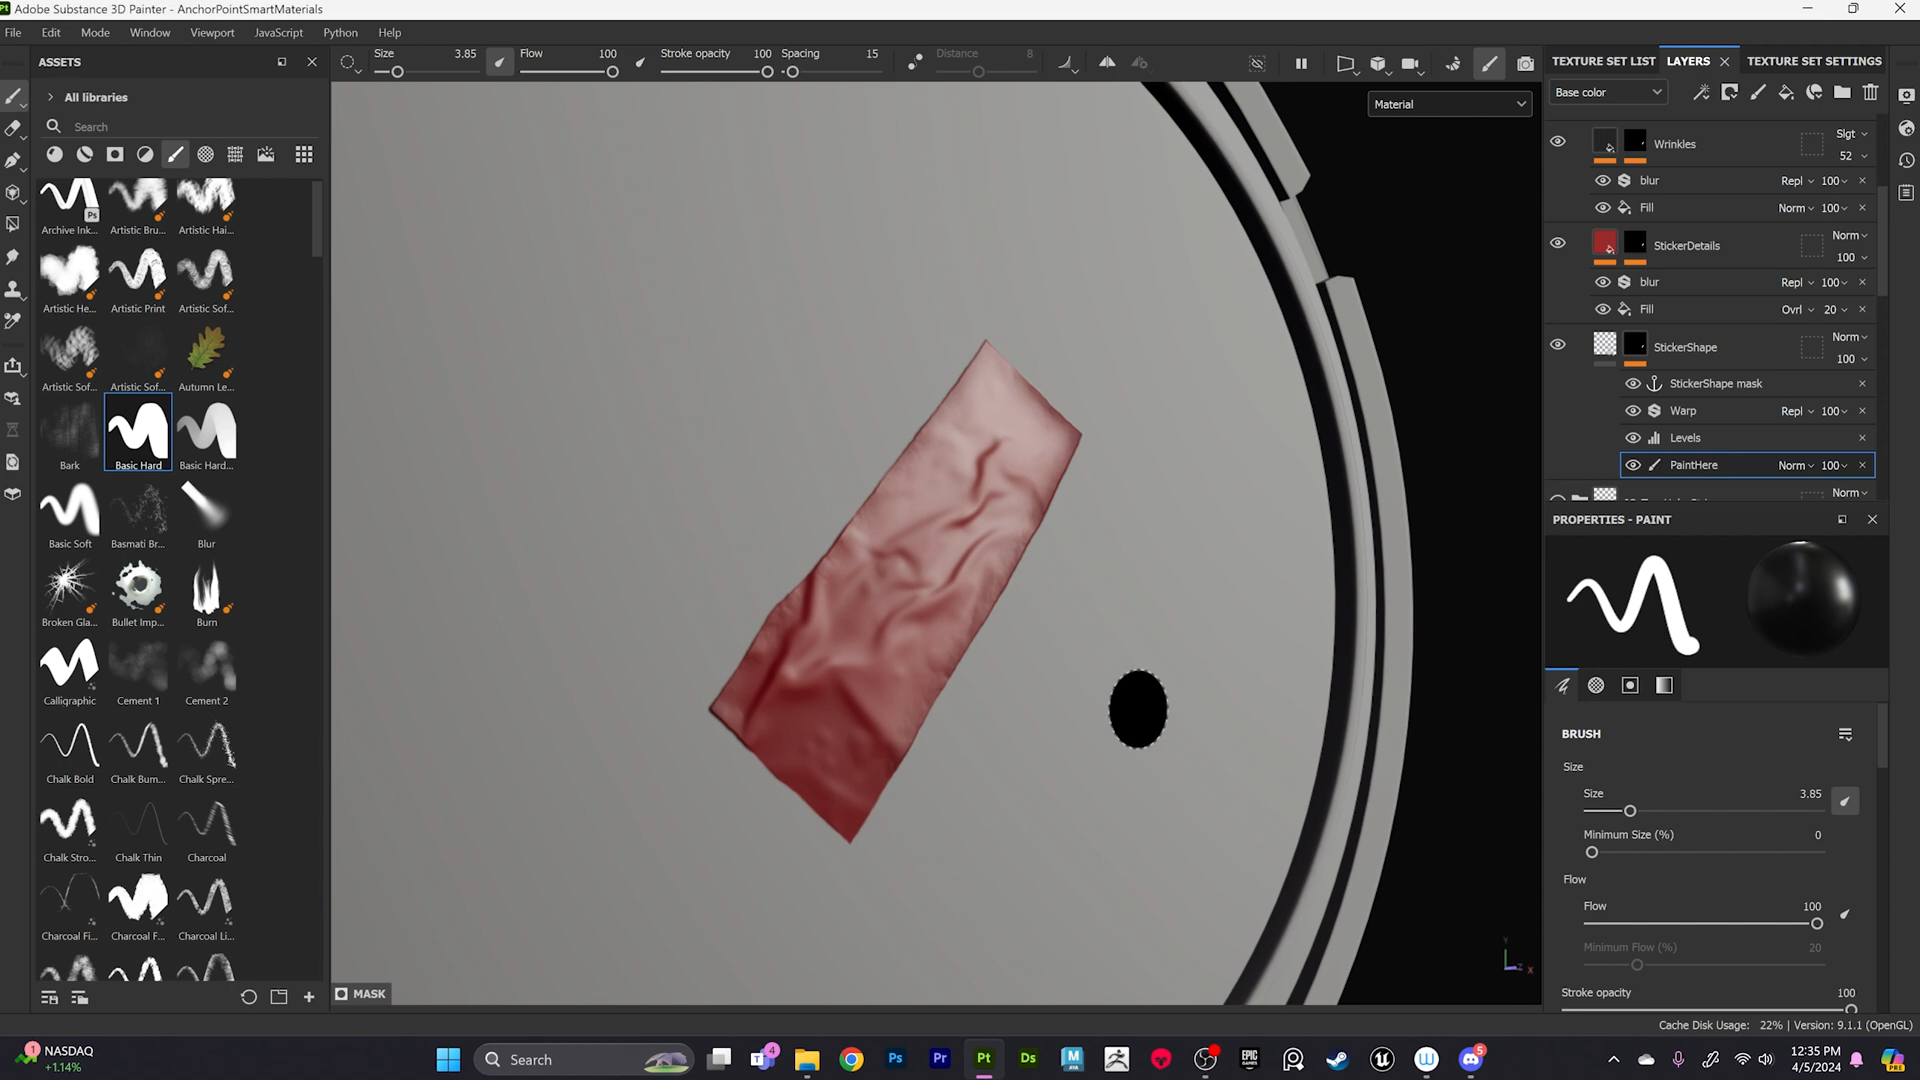 Adobe Substance 3D Painter - AnchorPointSmartMaterials
File Edit Mode Window Viewport JavaScript Python Help
ASSETS
Size 3.85 Flow 100 Stroke opacity 100 Spacing 15 Distance 8
TEXTURE SET LIST LAYERS TEXTURE SET SETTINGS
All libraries
Search
Material
Base color
Wrinkles Slgt 52
blur Repl 100
Fill Norm 100
StickerDetails Norm 100
blur Repl 100
Fill Ovrl 20
StickerShape Norm 100
StickerShape mask
Warp Repl 100
Levels
PaintHere Norm 100
Norm
Archive Ink... Artistic Bru... Artistic Hai...
Artistic He... Artistic Print Artistic Sof...
Artistic Sof... Artistic Sof... Autumn Le...
Bark Basic Hard Basic Hard...
Basic Soft Basmati Br... Blur
Broken Gla... Bullet Imp... Burn
Calligraphic Cement 1 Cement 2
Chalk Bold Chalk Bum... Chalk Spre...
Chalk Stro... Chalk Thin Charcoal
Charcoal Fi... Charcoal F... Charcoal Li...
PROPERTIES - PAINT
BRUSH
Size
Size 3.85
Minimum Size (%) 0
Flow
Flow 100
Minimum Flow (%) 20
Stroke opacity 100
MASK
Cache Disk Usage: 22% | Version: 9.1.1 (OpenGL)
NASDAQ
+1.14%
Search
12:35 PM
4/5/2024